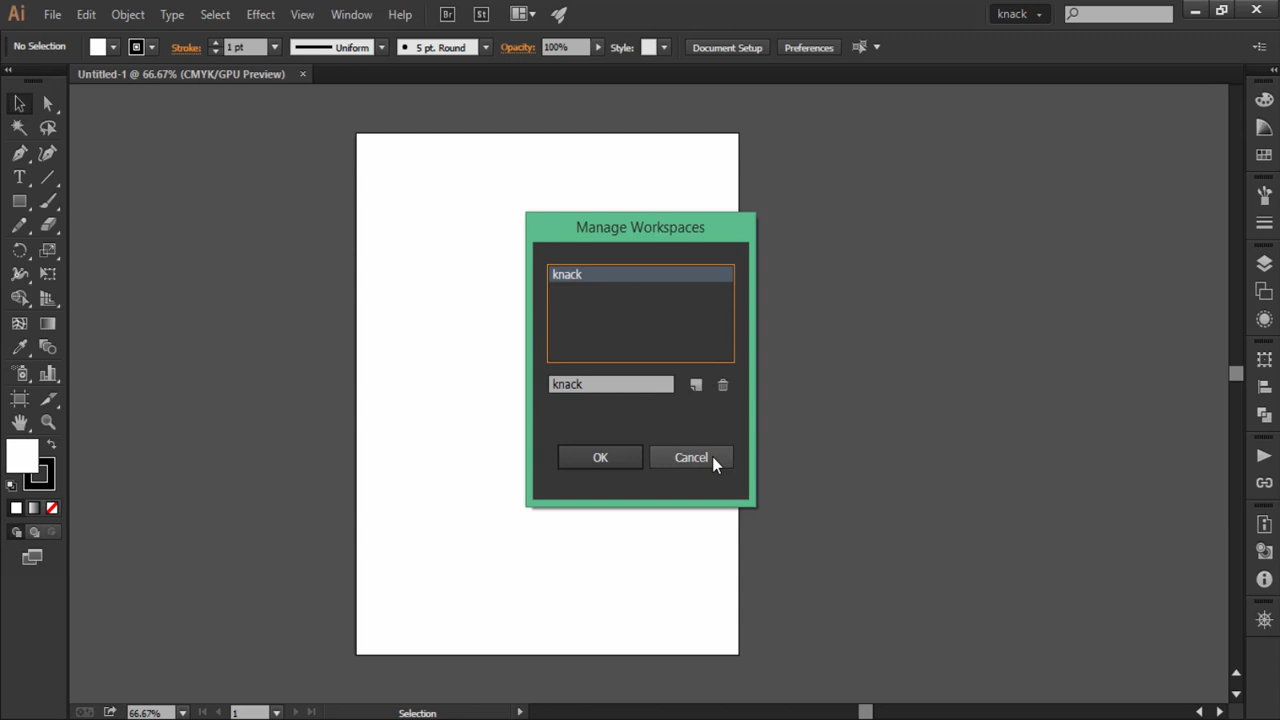 Ai File Edit Object Type Select Effect View Window Help Br St knack
No Selection Stroke: 1 pt Uniform 5 pt. Round Opacity: 100% Style: Document Setup Preferences
Untitled-1 @ 66.67% (CMYK/GPU Preview) ×
Manage Workspaces
knack
knack
OK Cancel
66.67% 1 Selection